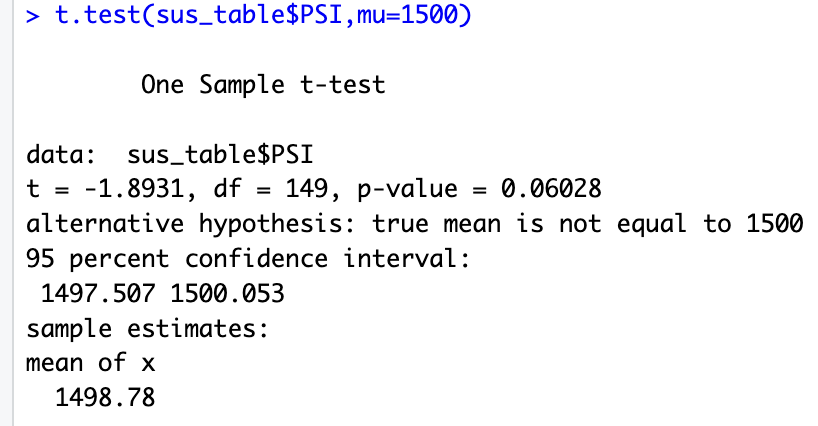 > t.test(sus_table$PSI,mu=1500)
One Sample t-test
data:  sus_table$PSI
t = -1.8931, df = 149, p-value = 0.06028
alternative hypothesis: true mean is not equal to 1500
95 percent confidence interval:
1497.507 1500.053
sample estimates:
mean of x
1498.78